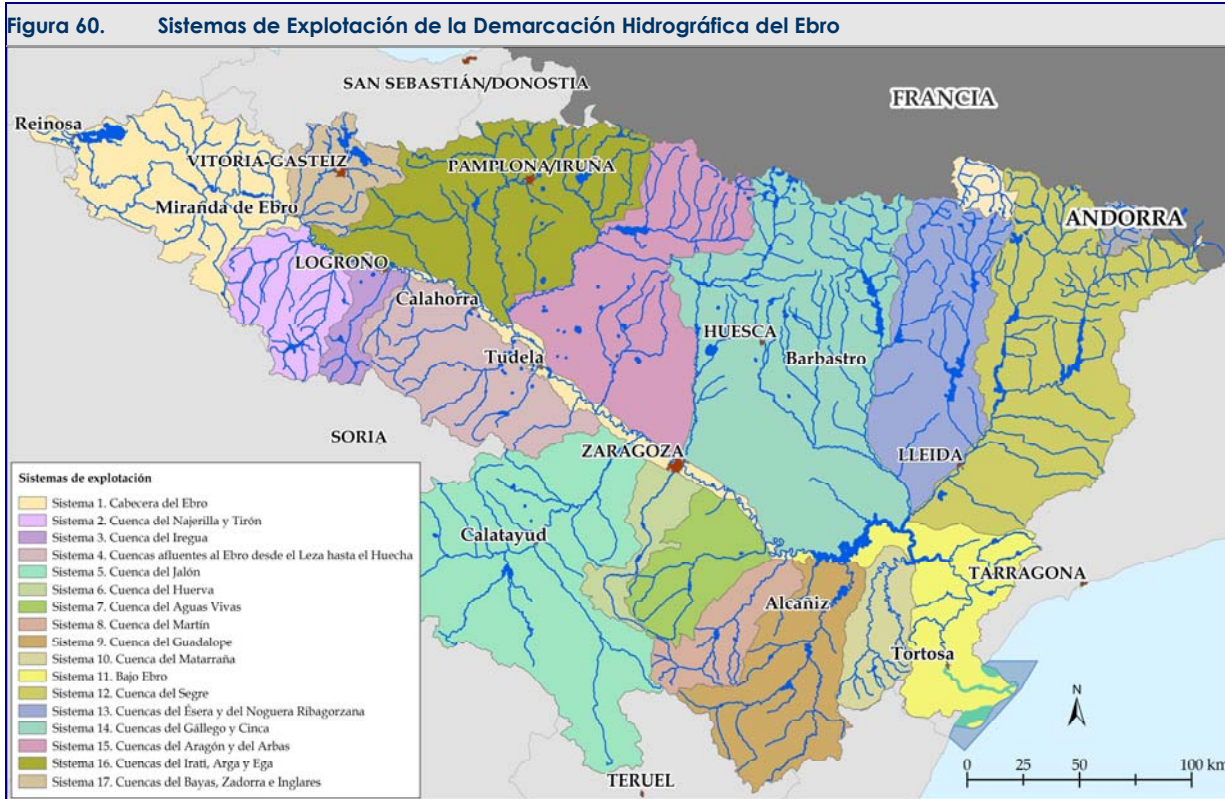 Figura 60. Sistemas de Explotación de la Demarcación Hidrográfica del Ebro
SAN SEBASTIÁN/DONOSTIA
FRANCIA
Reinosa
VITORIA-GASTEIZ
PAMPLONA/IRUÑA
Miranda de Ebro
ANDORRA
LOGROÑO
Calahorra
HUESCA
Barbastro
Tudela
SORIA
ZARAGOZA
LLEIDA
Calatayud
TARRAGONA
Alcañiz
Tortosa
TERUEL
Sistemas de explotación
Sistema 1. Cabecera del Ebro
Sistema 2. Cuenca del Najerilla y Tirón
Sistema 3. Cuenca del Iregua
Sistema 4. Cuencas afluentes al Ebro desde el Leza hasta el Huecha
Sistema 5. Cuenca del Jalón
Sistema 6. Cuenca del Huerva
Sistema 7. Cuenca del Aguas Vivas
Sistema 8. Cuenca del Martín
Sistema 9. Cuenca del Guadalope
Sistema 10. Cuenca del Matarraña
Sistema 11. Bajo Ebro
Sistema 12. Cuenca del Segre
Sistema 13. Cuencas del Ésera y del Noguera Ribagorzana
Sistema 14. Cuencas del Gállego y Cinca
Sistema 15. Cuencas del Aragón y del Arbas
Sistema 16. Cuencas del Irati, Arga y Ega
Sistema 17. Cuencas del Bayas, Zadorra e Inglares
N
0 25 50 100 km